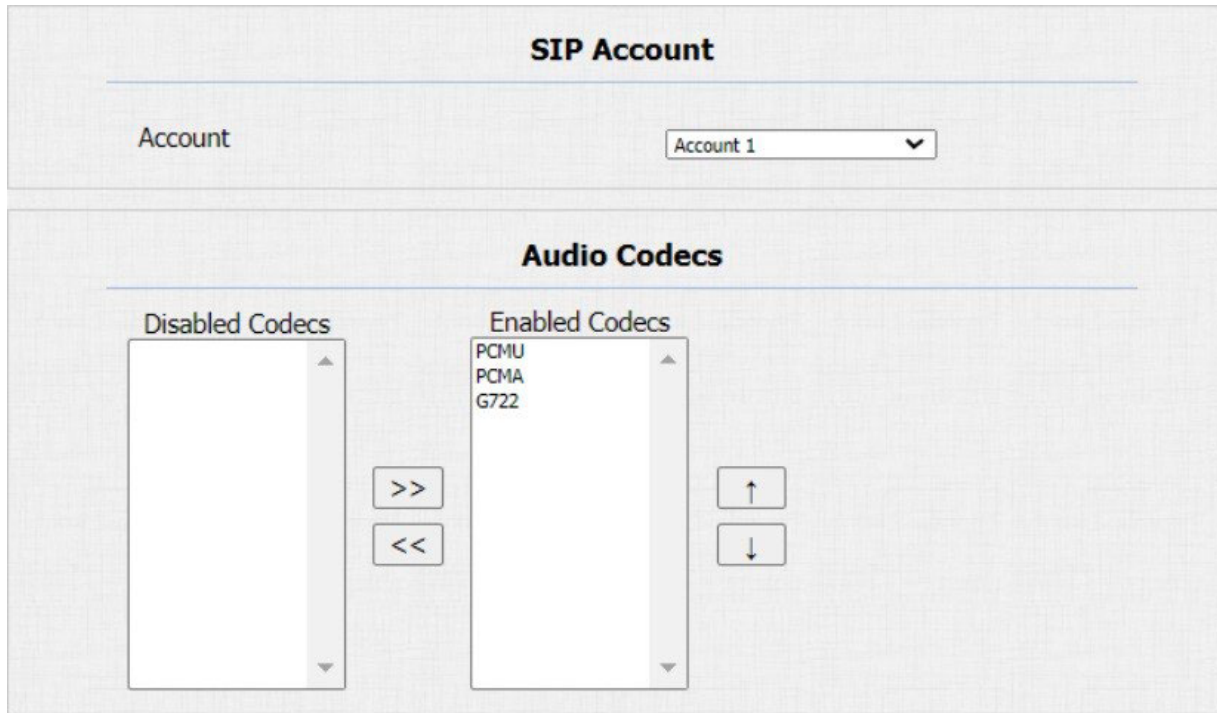 SIP Account
Account
Account 1
Audio Codecs
Disabled Codecs
Enabled Codecs
PCMU
PCMA
G722
>>
<<
↑
↓